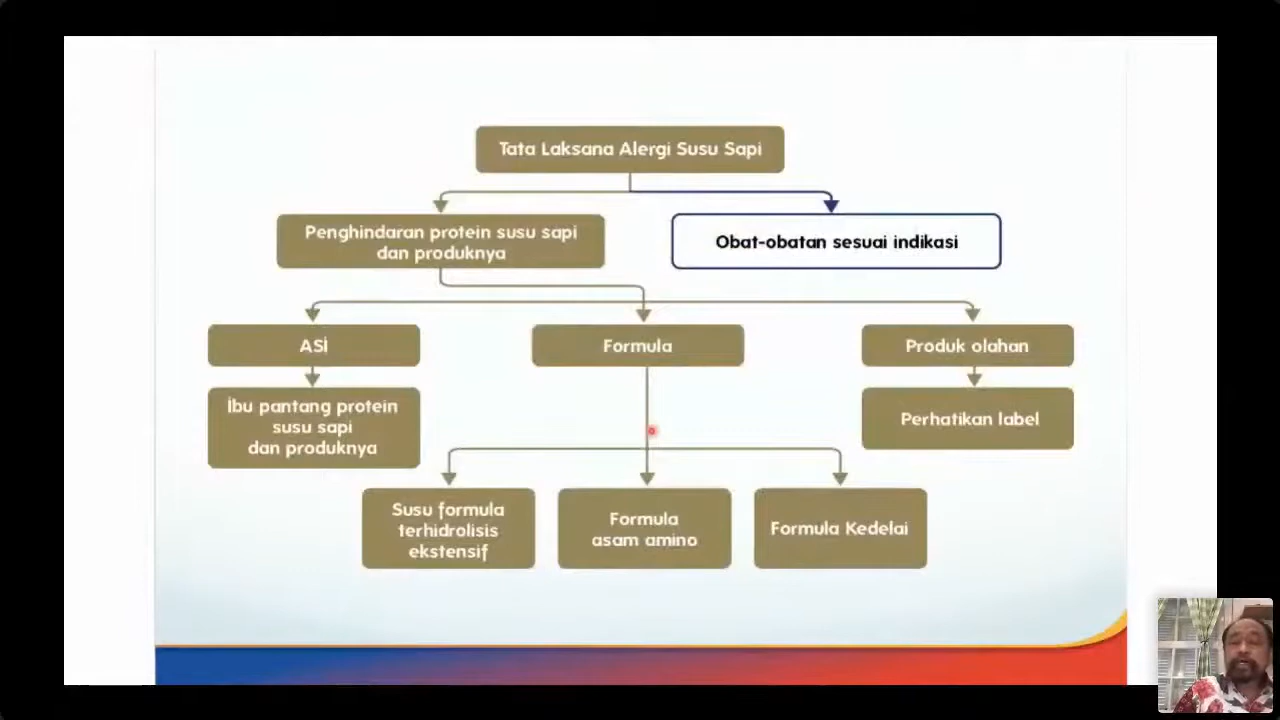 Tata Laksana Alergi Susu Sapi
Penghindaran protein susu sapi
dan produknya
Obat-obatan sesuai indikasi
ASI
Formula
Produk olahan
Ibu pantang protein
susu sapi
dan produknya
Perhatikan label
Susu formula
terhidrolisis
ekstensif
Formula
asam amino
Formula Kedelai